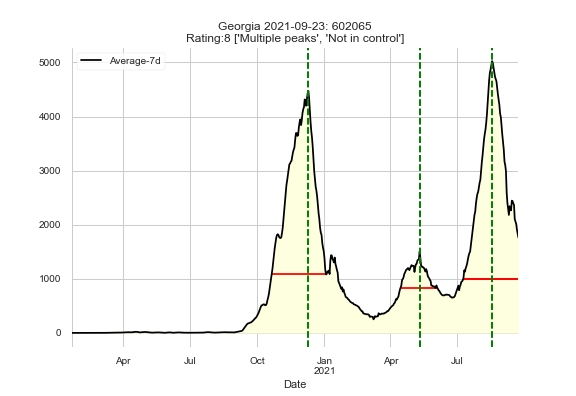 Georgia 2021-09-23: 602065
Rating:8 ['Multiple peaks', 'Not in control']
Average-7d
5000
4000
3000
2000
1000
0
Apr
Jul
Oct
Jan
2021
Apr
Jul
Date